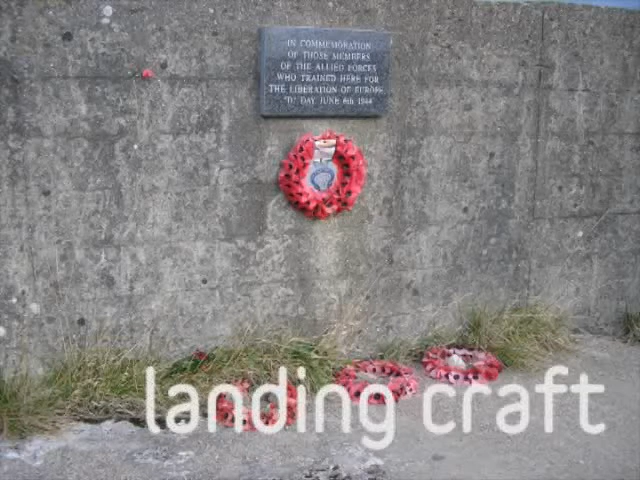 IN COMMEMORATION
OF THOSE MEMBERS
OF THE ALLIED FORCES
WHO TRAINED HERE FOR
THE LIBERATION OF EUROPE
"D" DAY JUNE 6th 1944
landing craft